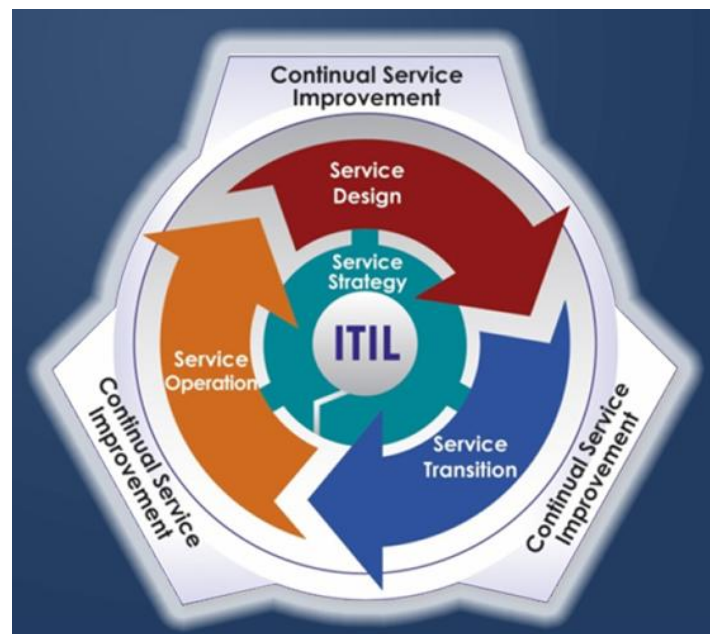 Continual Service
Improvement
Service
Design
Service
Strategy
ITIL
Service
Operation
Service
Transition
Continual Service
Improvement
Continual Service
Improvement